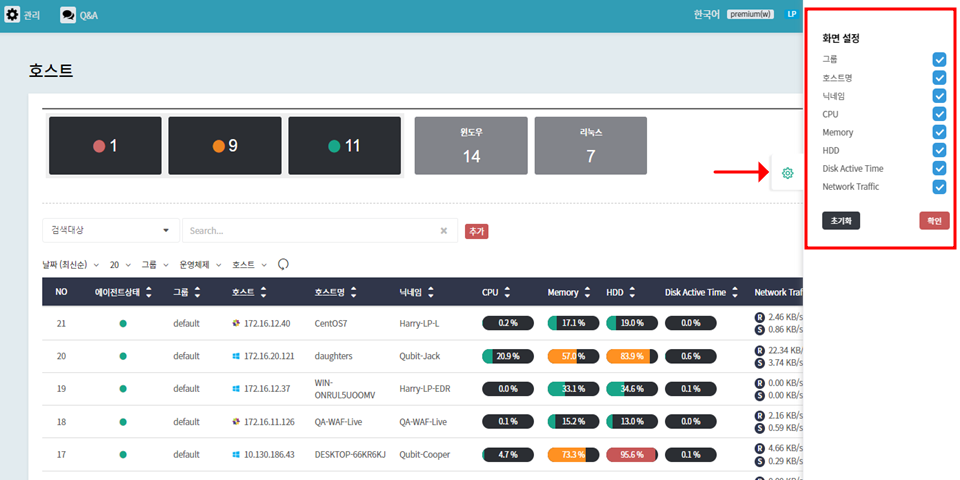 관리 Q&A 한국어 premium(w) LP
화면 설정
그룹
호스트명
닉네임
CPU
Memory
HDD
Disk Active Time
Network Traffic
초기화 확인
호스트
1 9 11
윈도우 리눅스
14 7
검색대상 Search... 추가
날짜 (최신순) 20 그룹 운영체제 호스트
NO 에이전트상태 그룹 호스트 호스트명 닉네임 CPU Memory HDD Disk Active Time Network Traf
21 default 172.16.12.40 CentOS7 Harry-LP-L 0.2 % 17.1 % 19.0 % 0.0 % R 2.46 KB/s
S 0.86 KB/s
20 default 172.16.20.121 daughters Qubit-Jack 20.9 % 57.0 % 83.9 % 0.6 % R 22.34 KB/
S 3.74 KB/s
19 default 172.16.12.37 WIN-ONRUL5UOOMV Harry-LP-EDR 0.0 % 33.1 % 34.6 % 0.1 % R 0.00 KB/s
S 0.00 KB/s
18 default 172.16.11.126 QA-WAF-Live QA-WAF-Live 0.1 % 15.2 % 13.0 % 0.0 % R 2.16 KB/s
S 0.59 KB/s
17 default 10.130.186.43 DESKTOP-66KR6KJ Qubit-Cooper 4.7 % 73.3 % 95.6 % 0.1 % R 4.66 KB/s
S 0.29 KB/s